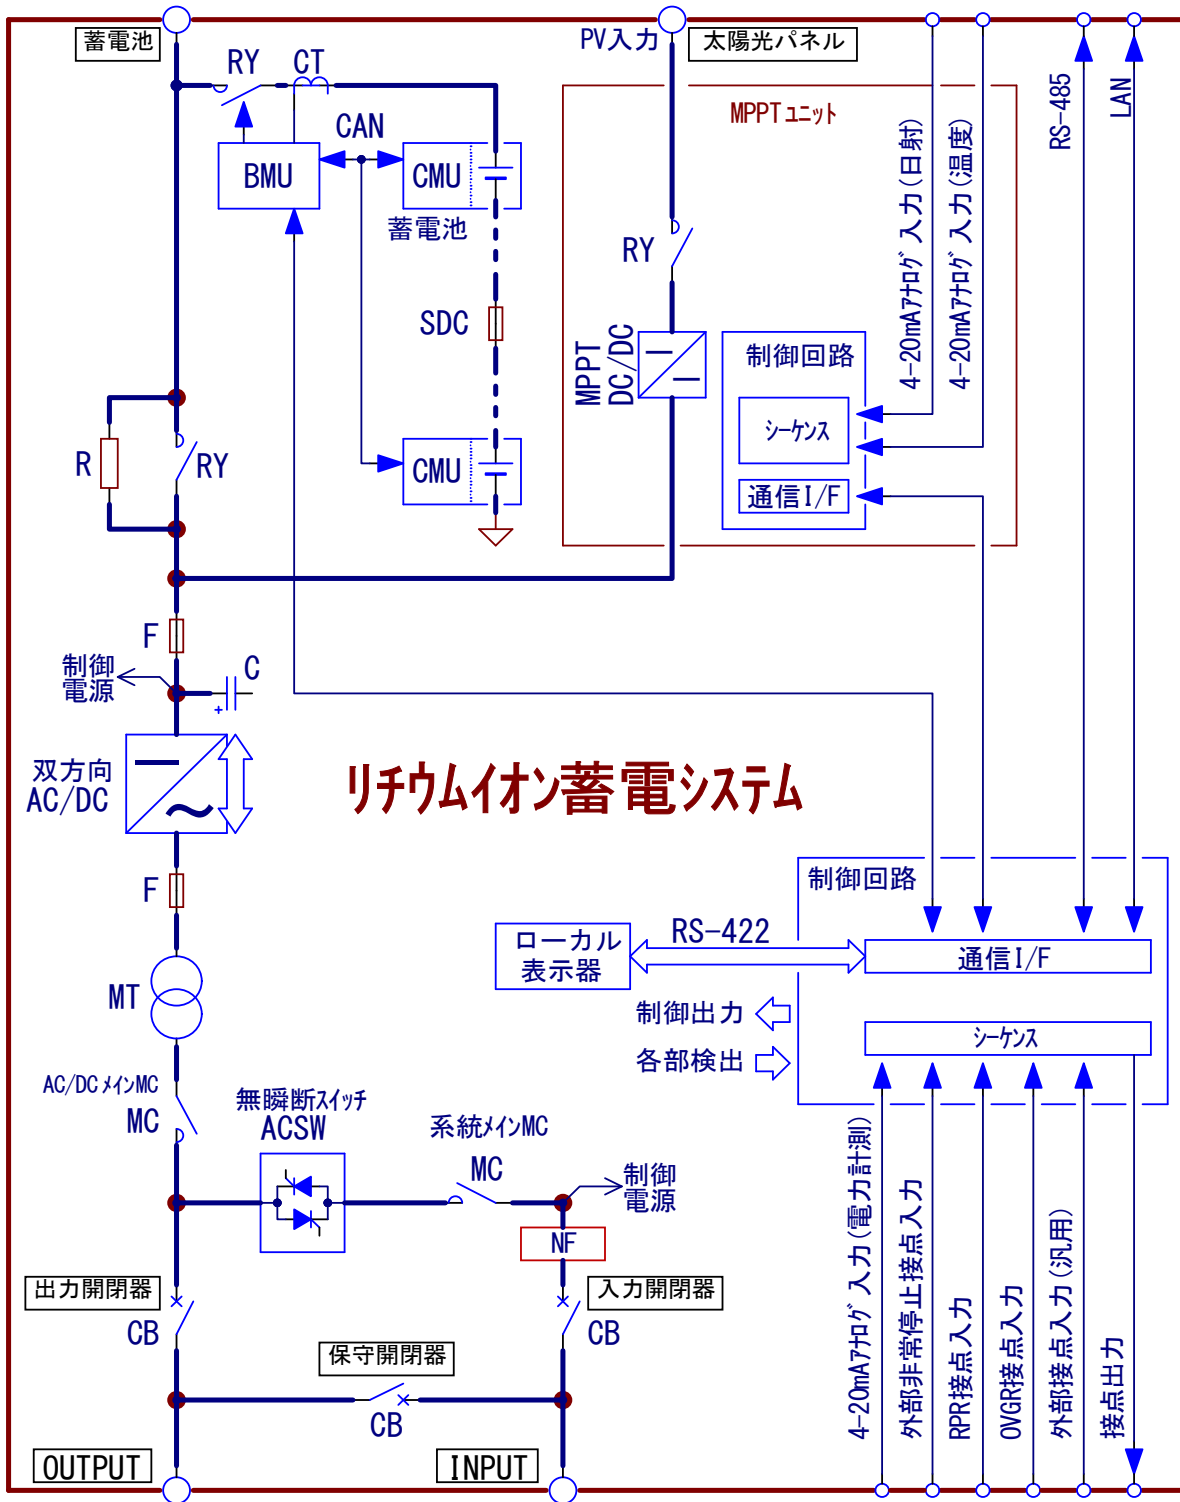 蓄電池
PV入力
太陽光パネル
RY
CT
CAN
BMU
CMU
蓄電池
SDC
CMU
MPPTユニット
RY
MPPT
DC/DC
制御回路
シーケンス
通信I/F
4-20mAアナログ入力(日射)
4-20mAアナログ入力(温度)
RS-485
LAN
R
RY
F
制御
電源
C
+
双方向
AC/DC
リチウムイオン蓄電システム
F
MT
制御回路
ローカル
表示器
RS-422
通信I/F
制御出力
各部検出
シーケンス
AC/DCメインMC
MC
無瞬断スイッチ
ACSW
系統メインMC
MC
制御
電源
NF
出力開閉器
CB
入力開閉器
CB
保守開閉器
CB
OUTPUT
INPUT
4-20mAアナログ入力(電力計測)
外部非常停止接点入力
RPR接点入力
OVGR接点入力
外部接点入力(汎用)
接点出力